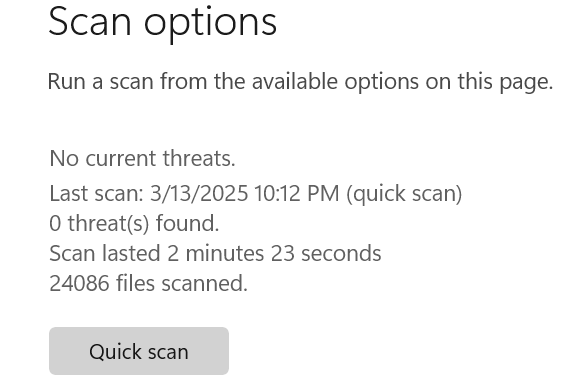 Scan options
Run a scan from the available options on this page.
No current threats.
Last scan: 3/13/2025 10:12 PM (quick scan)
0 threat(s) found.
Scan lasted 2 minutes 23 seconds
24086 files scanned.
Quick scan